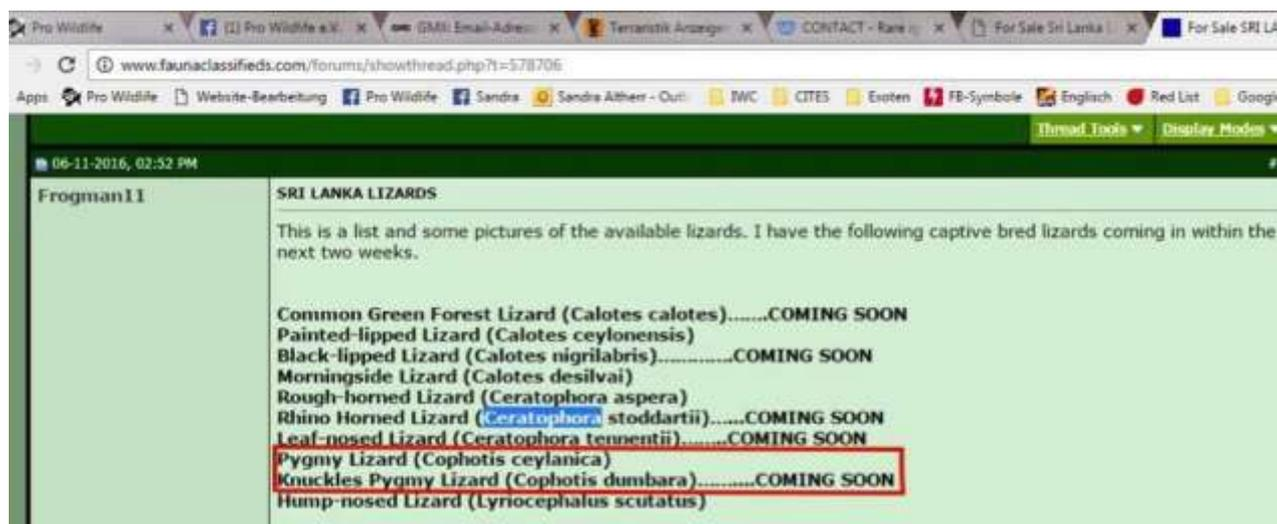 Pro Wildlife (1) Pro Wildlife e.V. GMX: Email-Adres Terraristik Anzeige CONTACT - Rare For Sale Sri Lanka L For Sale SRI LA
www.faunaclassifieds.com/forums/showthread.php?t=578706
Apps Pro Wildlife Website-Bearbeitung Pro Wildlife Sandra Sandra Altherr - Out IWC CITES Exoten FB-Symbole Englisch Red List Googl
Thread Tools Display Modes
06-11-2016, 02:52 PM #
Frogman11
SRI LANKA LIZARDS
This is a list and some pictures of the available lizards. I have the following captive bred lizards coming in within the
next two weeks.
Common Green Forest Lizard (Calotes calotes).......COMING SOON
Painted-lipped Lizard (Calotes ceylonensis)
Black-lipped Lizard (Calotes nigrilabris).............COMING SOON
Morningside Lizard (Calotes desilvai)
Rough-horned Lizard (Ceratophora aspera)
Rhino Horned Lizard (Ceratophora stoddartii)......COMING SOON
Leaf-nosed Lizard (Ceratophora tennentii)........COMING SOON
Pygmy Lizard (Cophotis ceylanica)
Knuckles Pygmy Lizard (Cophotis dumbara)..........COMING SOON
Hump-nosed Lizard (Lyriocephalus scutatus)